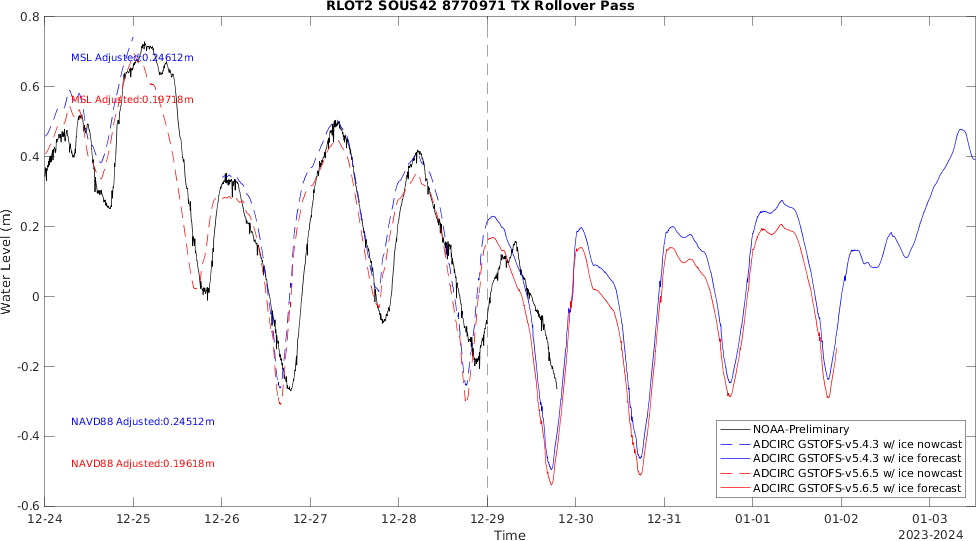 RLOT2 SOUS42 8770971 TX Rollover Pass
0.8
MSL Adjusted:0.24612m
0.6
MSL Adjusted:0.19718m
0.4
0.2
0
-0.2
-0.4
-0.6
Water Level (m)
NAVD88 Adjusted:0.24512m
NAVD88 Adjusted:0.19618m
NOAA-Preliminary
ADCIRC GSTOFS-v5.4.3 w/ ice nowcast
ADCIRC GSTOFS-v5.4.3 w/ ice forecast
ADCIRC GSTOFS-v5.6.5 w/ ice nowcast
ADCIRC GSTOFS-v5.6.5 w/ ice forecast
12-24 12-25 12-26 12-27 12-28 12-29 12-30 12-31 01-01 01-02 01-03
Time
2023-2024